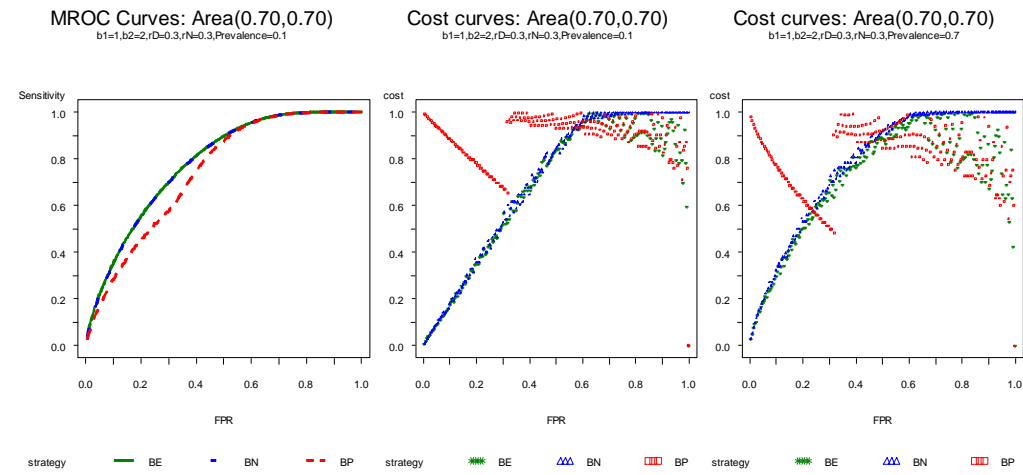 MROC Curves: Area(0.70,0.70)
b1=1,b2=2,rD=0.3,rN=0.3,Prevalence=0.1
Sensitivity
1.0
0.8
0.6
0.4
0.2
0.0
0.0 0.2 0.4 0.6 0.8 1.0
FPR
strategy BE BN BP
Cost curves: Area(0.70,0.70)
b1=1,b2=2,rD=0.3,rN=0.3,Prevalence=0.1
cost
1.0
0.8
0.6
0.4
0.2
0.0
0.0 0.2 0.4 0.6 0.8 1.0
FPR
strategy BE BN BP
Cost curves: Area(0.70,0.70)
b1=1,b2=2,rD=0.3,rN=0.3,Prevalence=0.7
cost
1.0
0.8
0.6
0.4
0.2
0.0
0.0 0.2 0.4 0.6 0.8 1.0
FPR
strategy BE BN BP